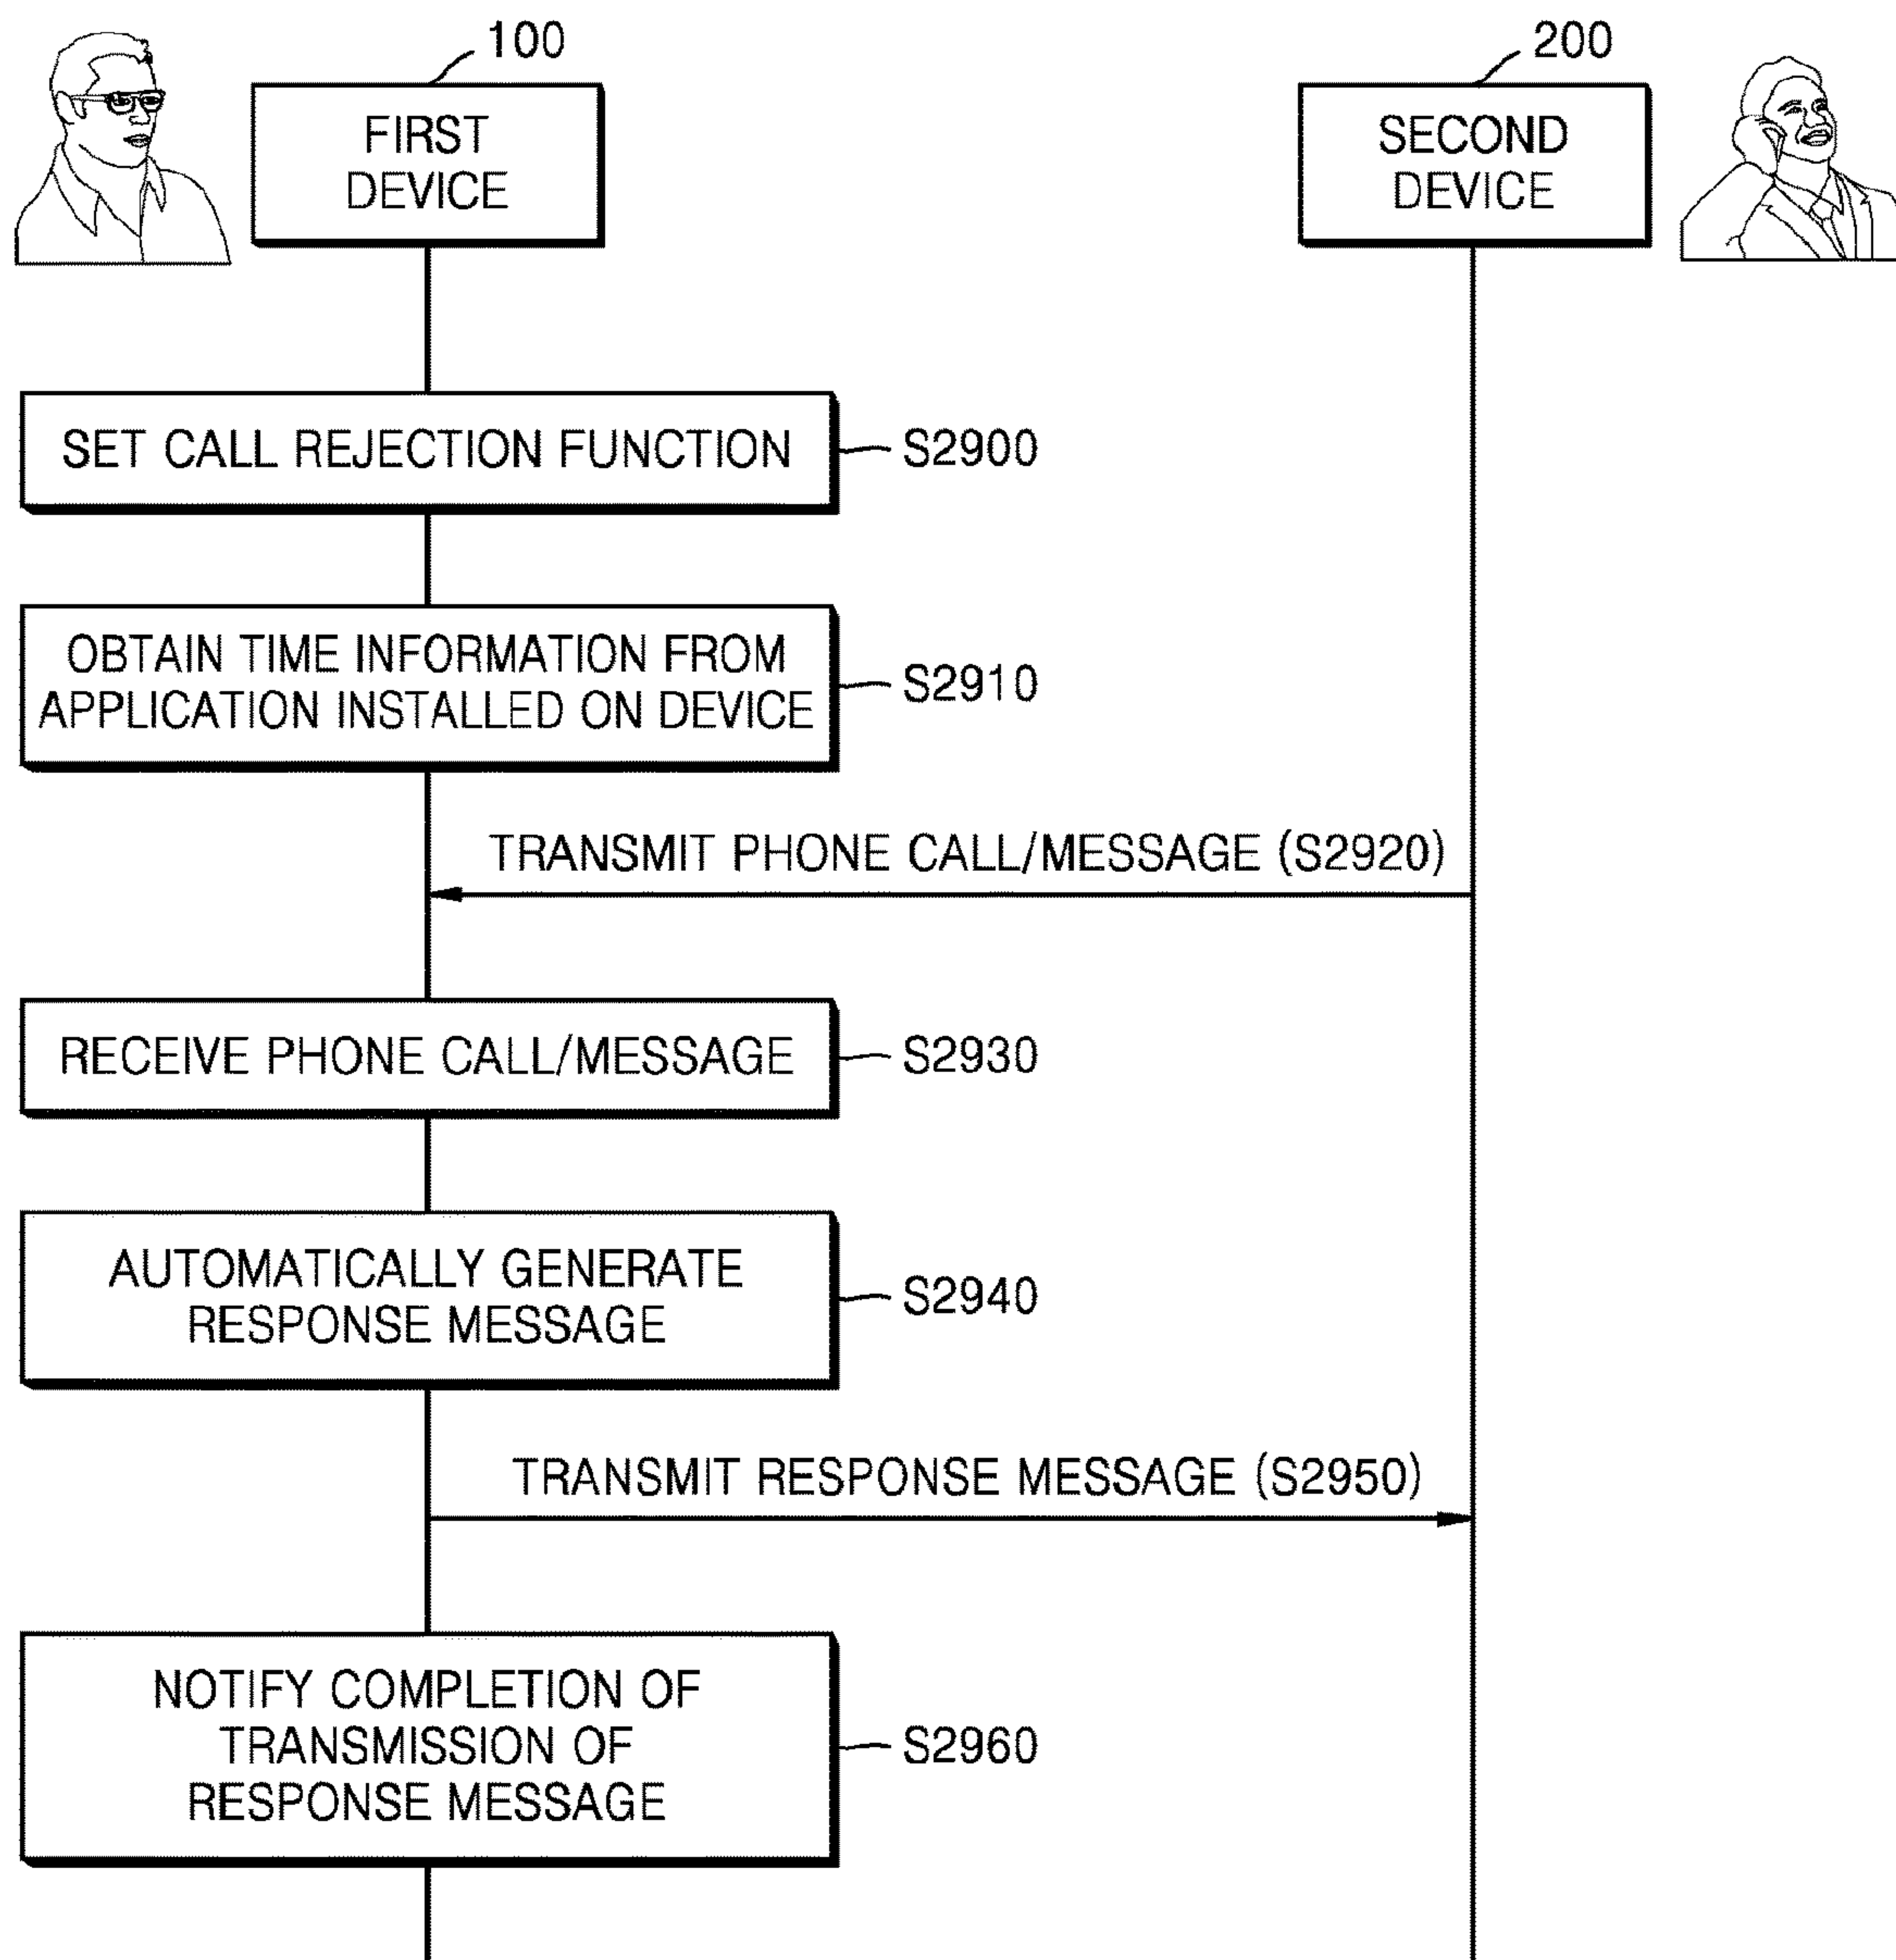 100
200
FIRST
DEVICE
SECOND
DEVICE
SET CALL REJECTION FUNCTION
S2900
OBTAIN TIME INFORMATION FROM
APPLICATION INSTALLED ON DEVICE
S2910
TRANSMIT PHONE CALL/MESSAGE (S2920)
RECEIVE PHONE CALL/MESSAGE
S2930
AUTOMATICALLY GENERATE
RESPONSE MESSAGE
S2940
TRANSMIT RESPONSE MESSAGE (S2950)
NOTIFY COMPLETION OF
TRANSMISSION OF
RESPONSE MESSAGE
S2960